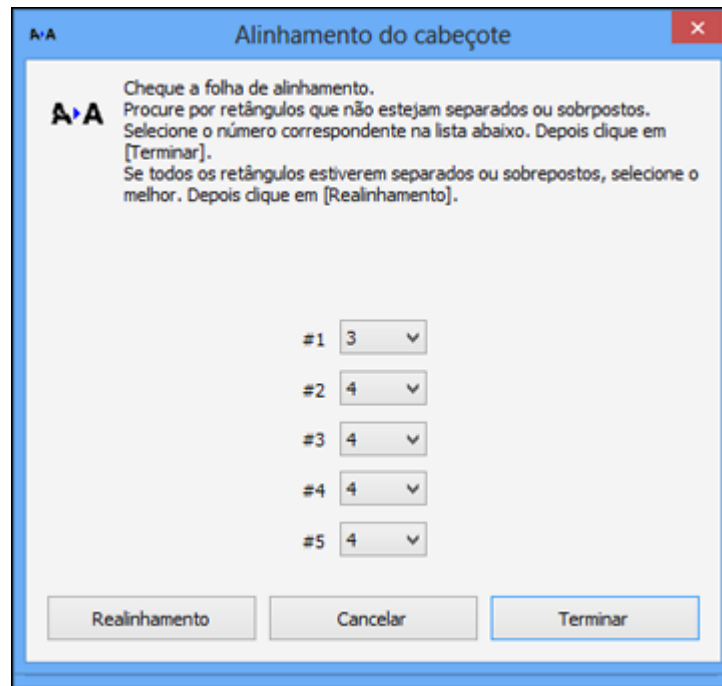 A›A Alinhamento do cabeçote
Cheque a folha de alinhamento.
A›A Procure por retângulos que não estejam separados ou sobrpostos.
Selecione o número correspondente na lista abaixo. Depois clique em
[Terminar].
Se todos os retângulos estiverem separados ou sobrepostos, selecione o
melhor. Depois clique em [Realinhamento].
#1 3
#2 4
#3 4
#4 4
#5 4
Realinhamento Cancelar Terminar